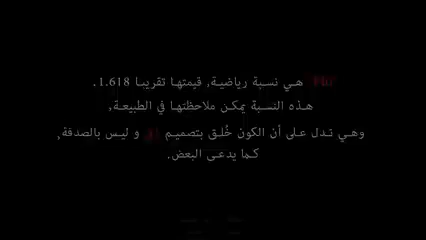 هي نسبة رياضية, قيمتها تقريبا 1.618.
هذه النسبة يمكن ملاحظتها في الطبيعة,
وهي تدل على أن الكون خُلق بتصميم و ليس بالصدفة,
كما يدعى البعض.